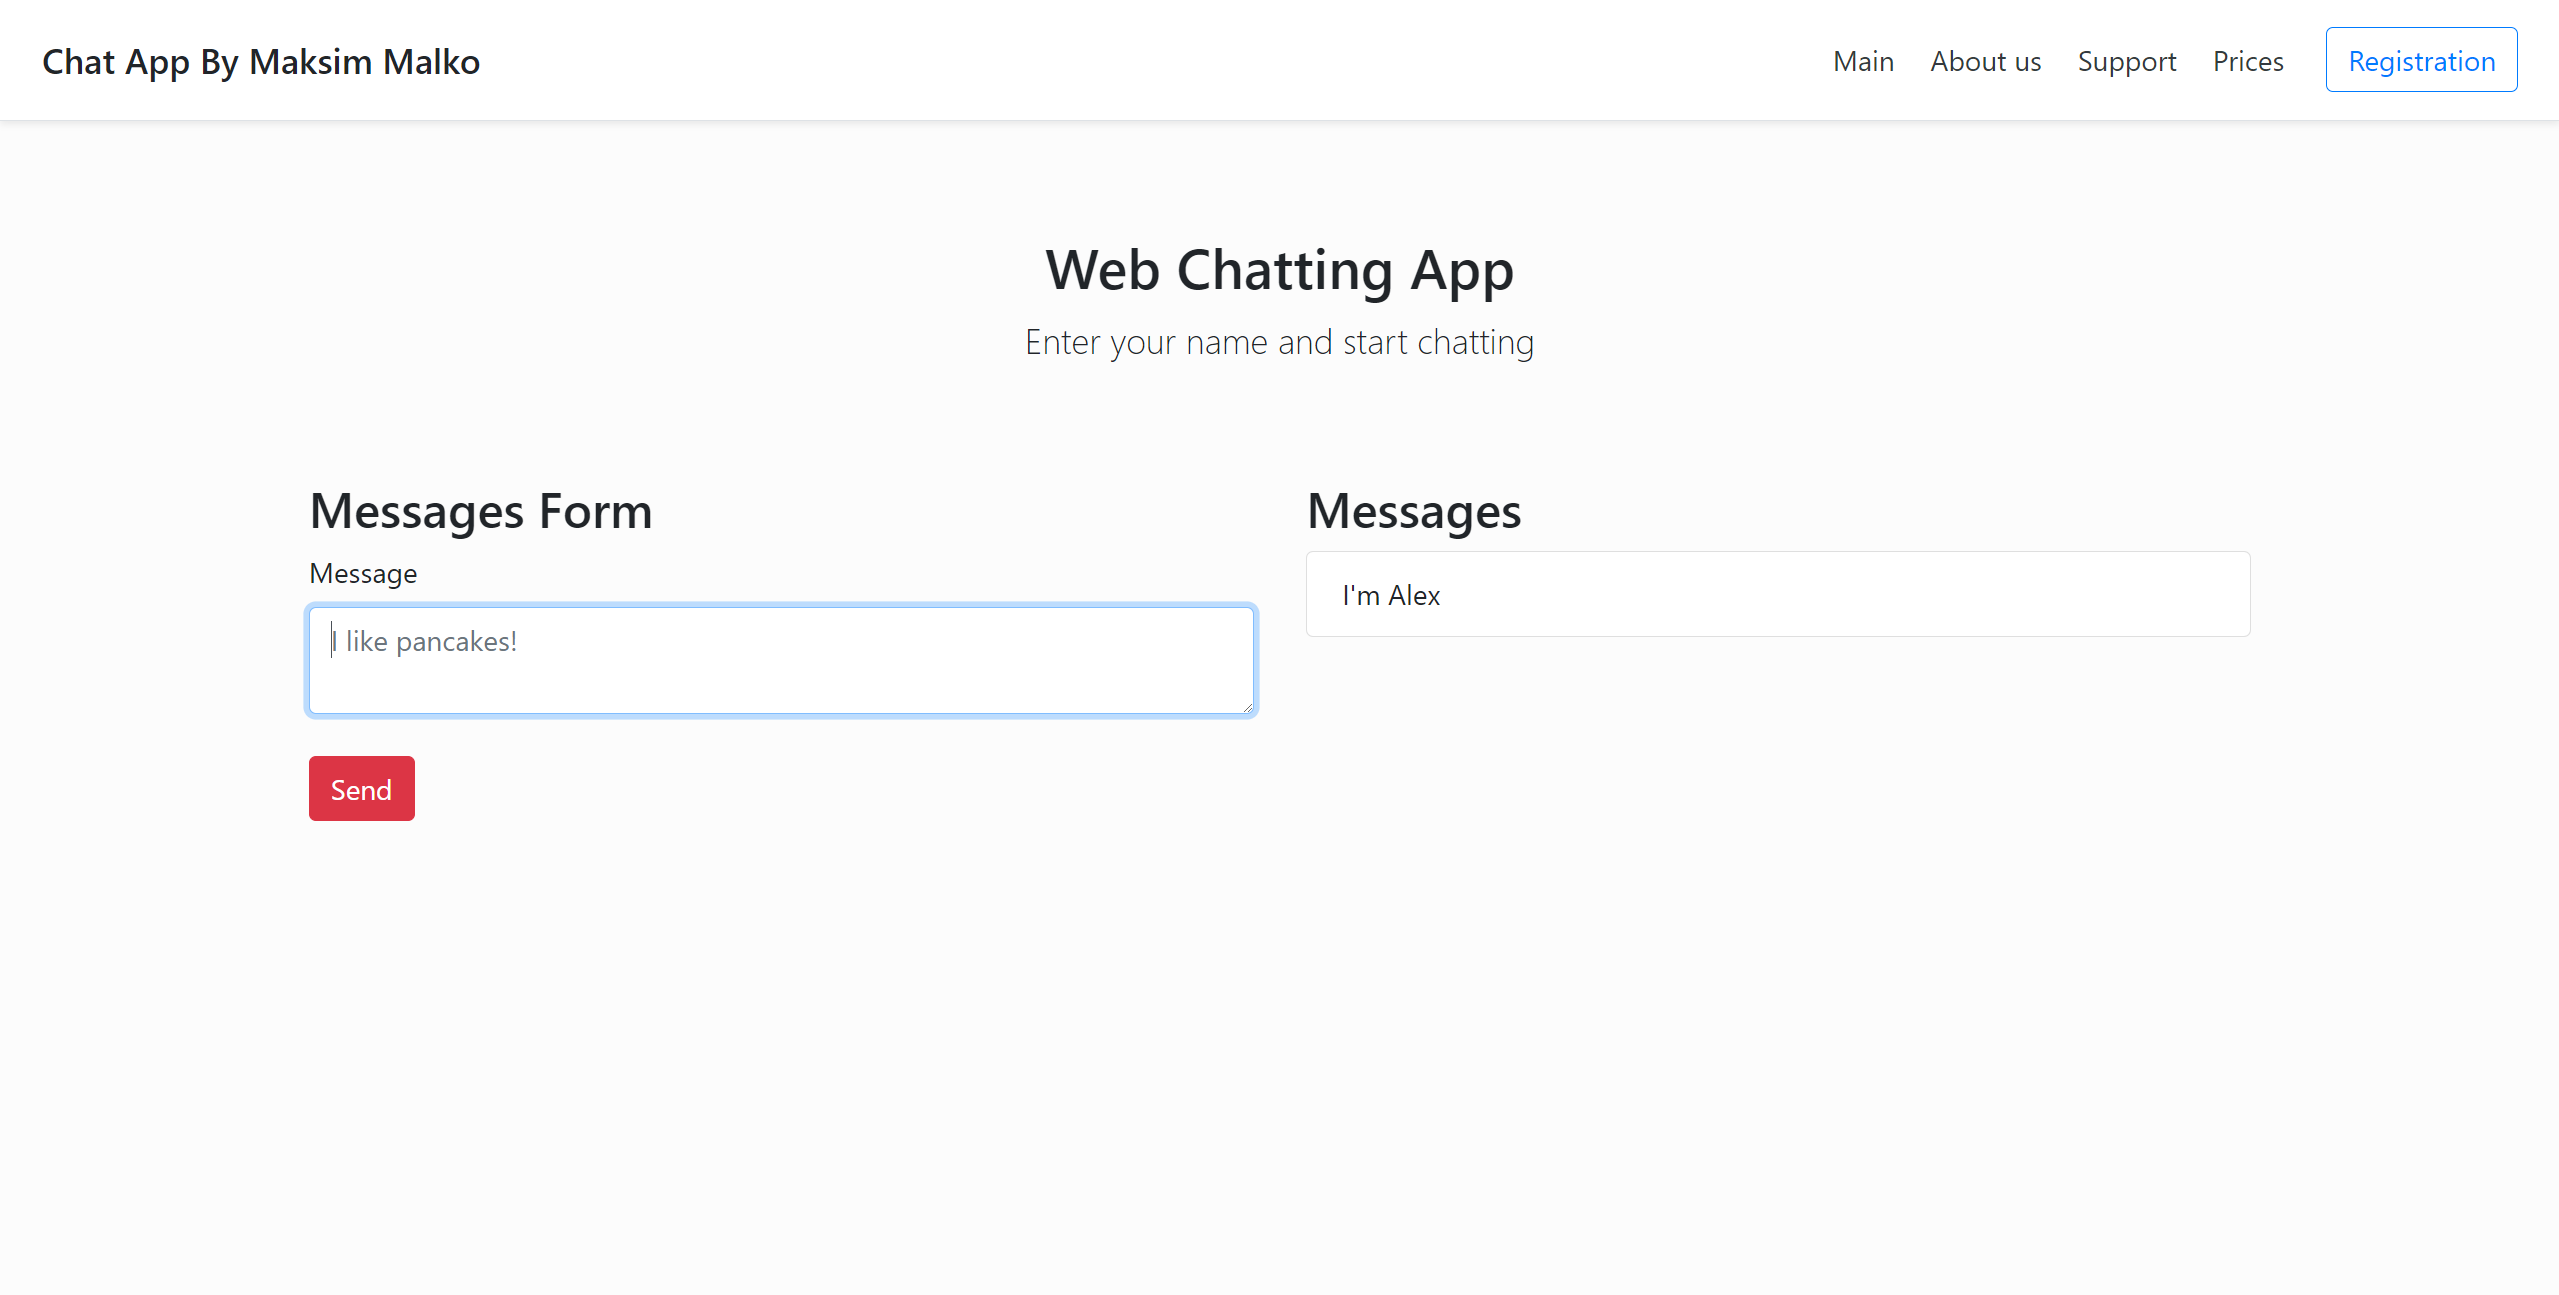 Chat App By Maksim Malko
Main About us Support Prices Registration
Web Chatting App
Enter your name and start chatting
Messages Form
Message
I like pancakes!
Send
Messages
I'm Alex